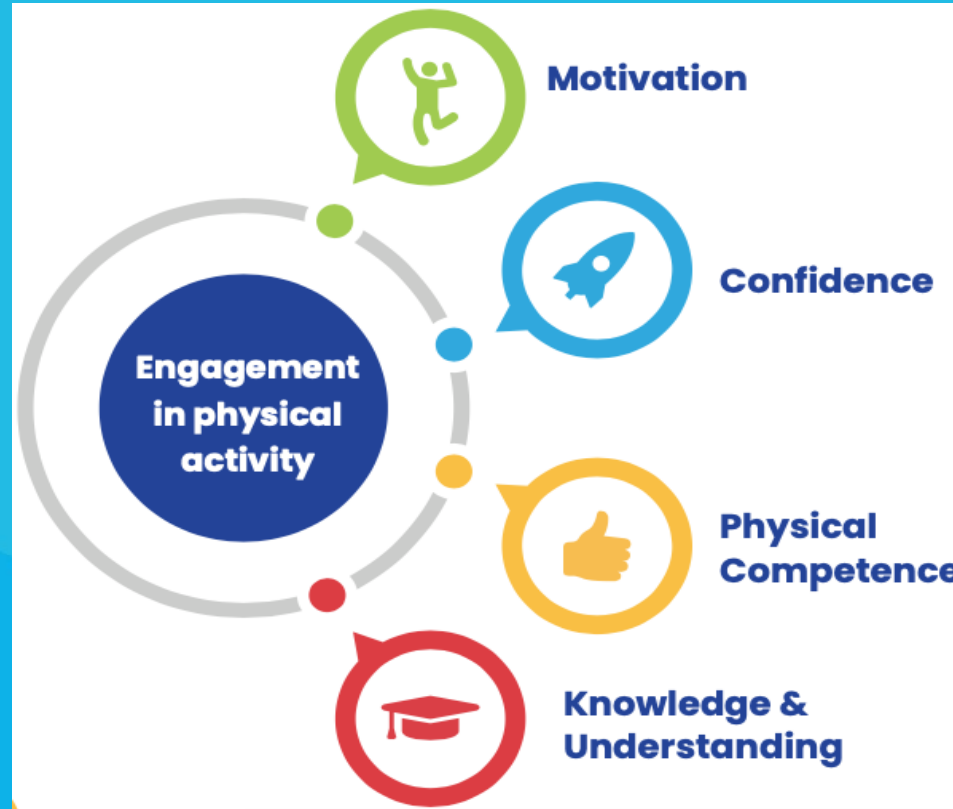 Motivation
Confidence
Engagement
in physical
activity
Physical
Competence
Knowledge &
Understanding